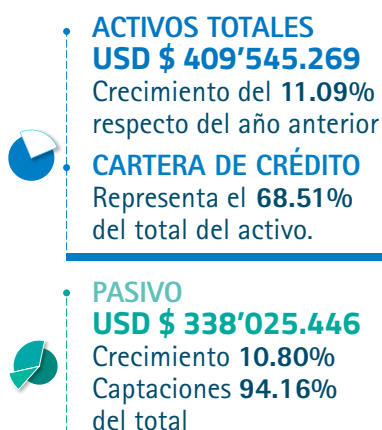 ACTIVOS TOTALES
USD $ 409’545.269
Crecimiento del 11.09%
respecto del año anterior
CARTERA DE CRÉDITO
Representa el 68.51%
del total del activo.
PASIVO
USD $ 338’025.446
Crecimiento 10.80%
Captaciones 94.16%
del total